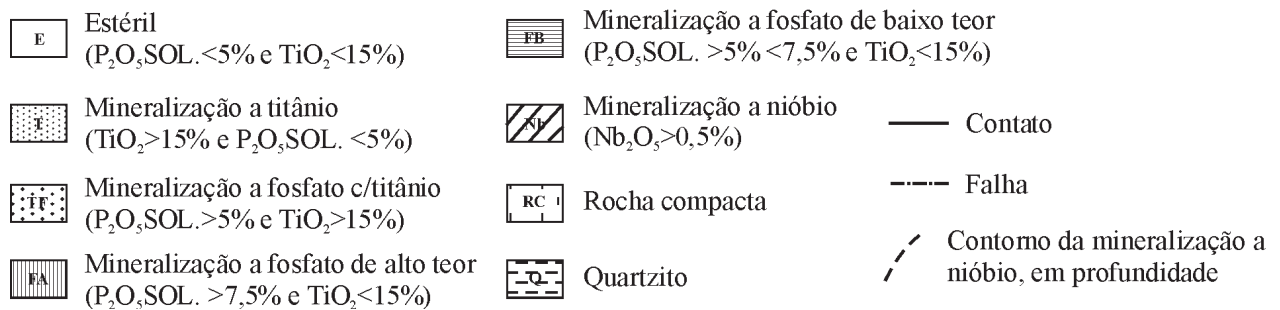 E
Estéril
(P₂O₅SOL.<5% e TiO₂<15%)
T
Mineralização a titânio
(TiO₂>15% e P₂O₅SOL. <5%)
TF
Mineralização a fosfato c/titânio
(P₂O₅SOL.>5% e TiO₂>15%)
FA
Mineralização a fosfato de alto teor
(P₂O₅SOL. >7,5% e TiO₂<15%)
FB
Mineralização a fosfato de baixo teor
(P₂O₅SOL. >5% <7,5% e TiO₂<15%)
Nb
Mineralização a nióbio
(Nb₂O₅>0,5%)
RC
Rocha compacta
Q
Quartzito
Contato
Falha
Contorno da mineralização a
nióbio, em profundidade